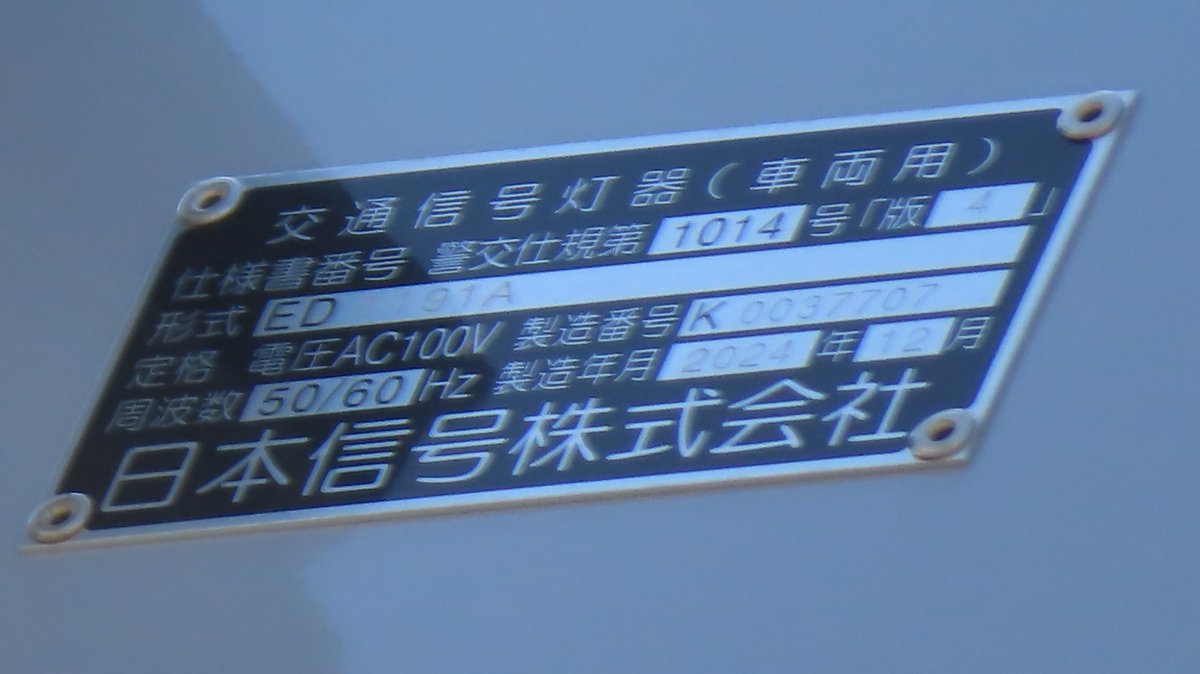 交通信号灯器(車両用)
仕様書番号 警交仕規第 1014 号「版 4 」
形式 ED 191A
定格 電圧AC100V 製造番号 K 0037707
周波数 50/60 Hz 製造年月 2024 年 12 月
日本信号株式会社